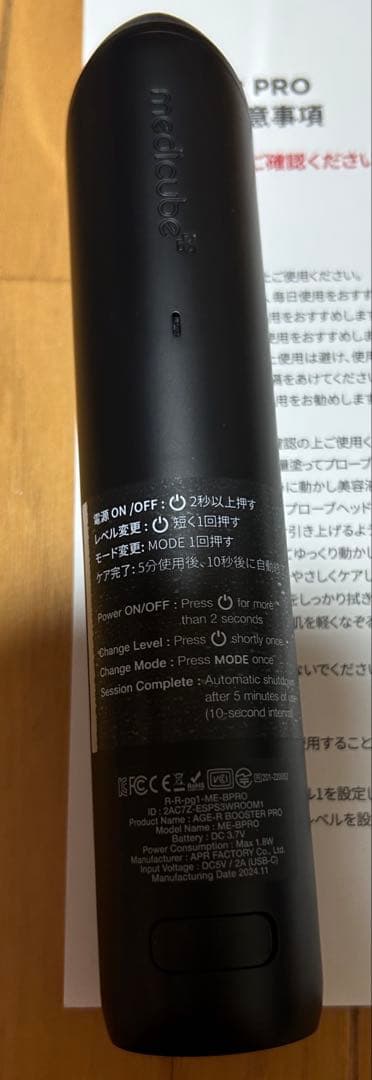 medicube
電源 ON /OFF : 2秒以上押す
レベル変更 : 短く1回押す
モード変更: MODE 1回押す
ケア完了: 5分使用後、10秒後に自動終了
Power ON/OFF : Press for more
than 2 seconds
Change Level : Press shortly once
Change Mode : Press MODE once
Session Complete : Automatic shutdown
after 5 minutes of use
(10-second interval)
R-R-pg1-ME-BPRO
ID : 2AC7Z-ESPS3WROOM1
Product Name : AGE-R BOOSTER PRO
Model Name : ME-BPRO
Battery : DC 3.7V
Power Consumption : Max 1.8W
Manufacturer : APR FACTORY Co., Ltd.
Input Voltage : DC5V / 2A (USB-C)
Manufacturing Date 2024.11
PRO
意事項
ご確認ください
ご使用ください。
毎日使用をおすす
用をおすすめしま
使用は避け、使用
をあけてくださ
用をお勧めしま
認の上ご使用く
塗ってプローブ
に動かし美容液
プローブヘッド
引き上げるよう
ゆっくり動かし
やさしくケアし
をしっかり拭き
肌を軽くなぞる
ないでくださ
使用すること
ル1を設定し
レベルを設